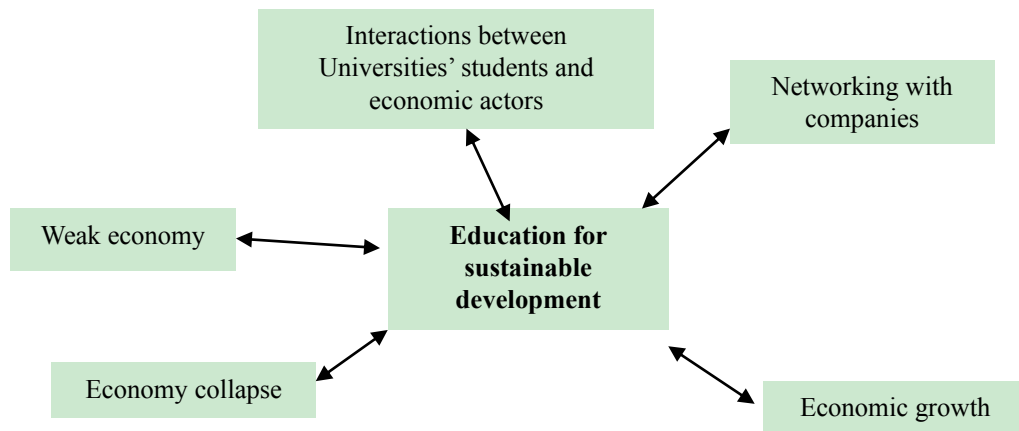 Interactions between
Universities’ students and
economic actors
Networking with
companies
Weak economy
Education for
sustainable
development
Economy collapse
Economic growth